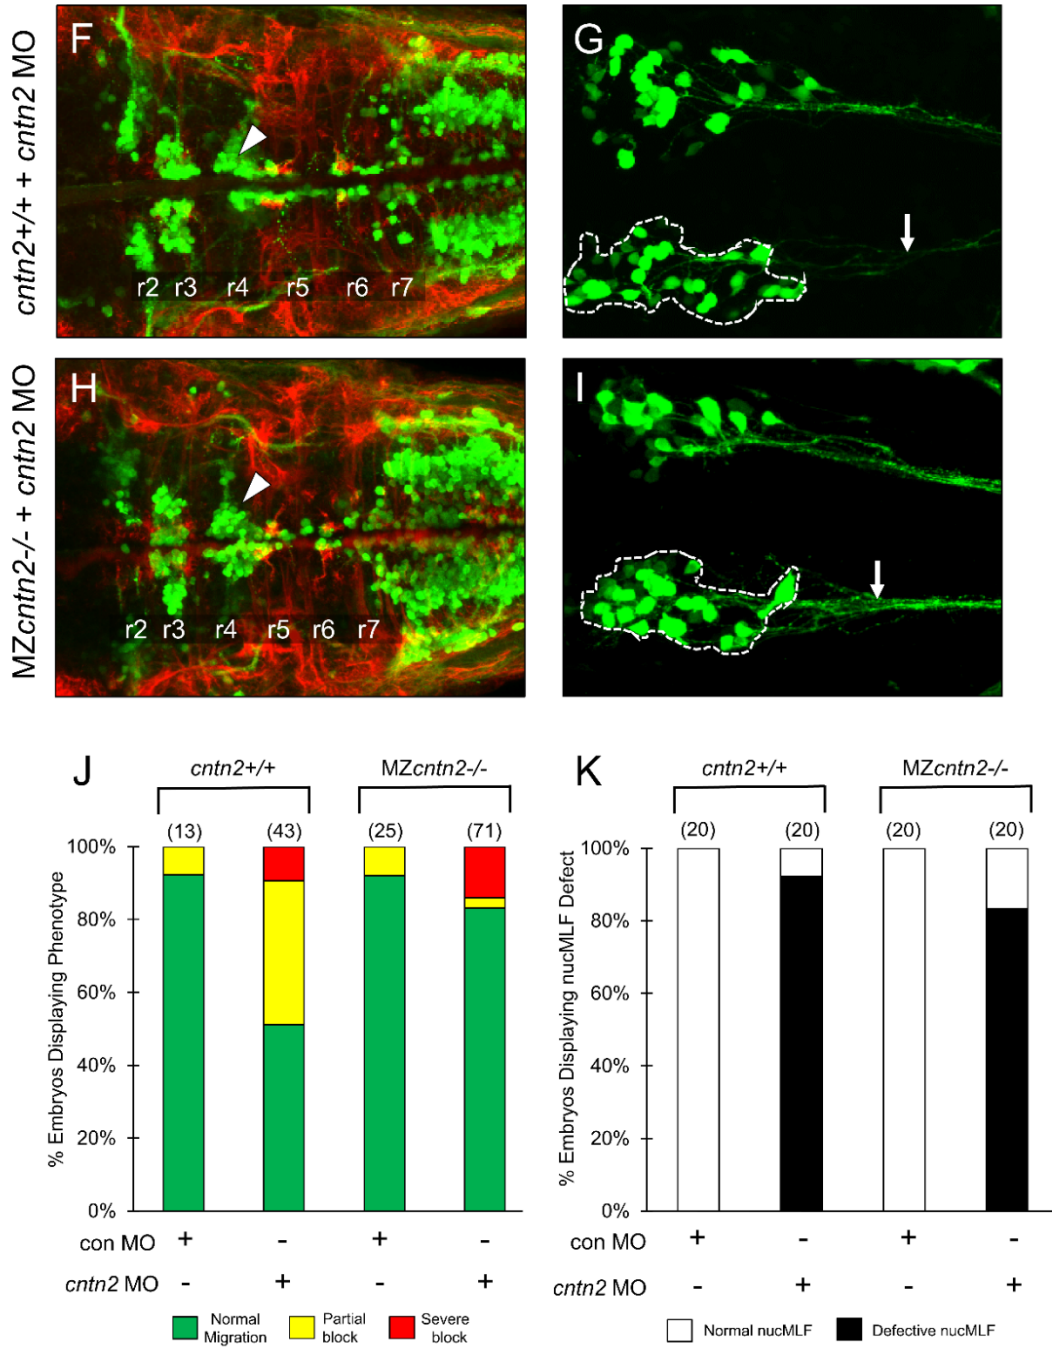 cntn2+/+ + cntn2 MO
F
G
r2 r3 r4 r5 r6 r7
MZcntn2-/- + cntn2 MO
H
I
r2 r3 r4 r5 r6 r7
J
cntn2+/+ MZcntn2-/-
(13) (43) (25) (71)
% Embryos Displaying Phenotype
100%
80%
60%
40%
20%
0%
con MO + - + -
cntn2 MO - + - +
Normal Migration
Partial block
Severe block
K
cntn2+/+ MZcntn2-/-
(20) (20) (20) (20)
% Embryos Displaying nucMLF Defect
100%
80%
60%
40%
20%
0%
con MO + - + -
cntn2 MO - + - +
Normal nucMLF
Defective nucMLF